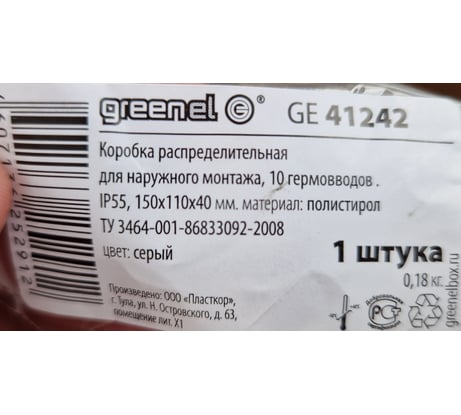 greenel ® GE 41242
Коробка распределительная
для наружного монтажа, 10 гермовводов .
IP55, 150х110х40 мм. материал: полистирол
ТУ 3464-001-86833092-2008
цвет: серый
1 штука
0,18 кг.
Произведено: ООО «Пласткор»,
г. Тула, ул. Н. Островского, д. 63,
помещение лит. Х1
greenelbox.ru